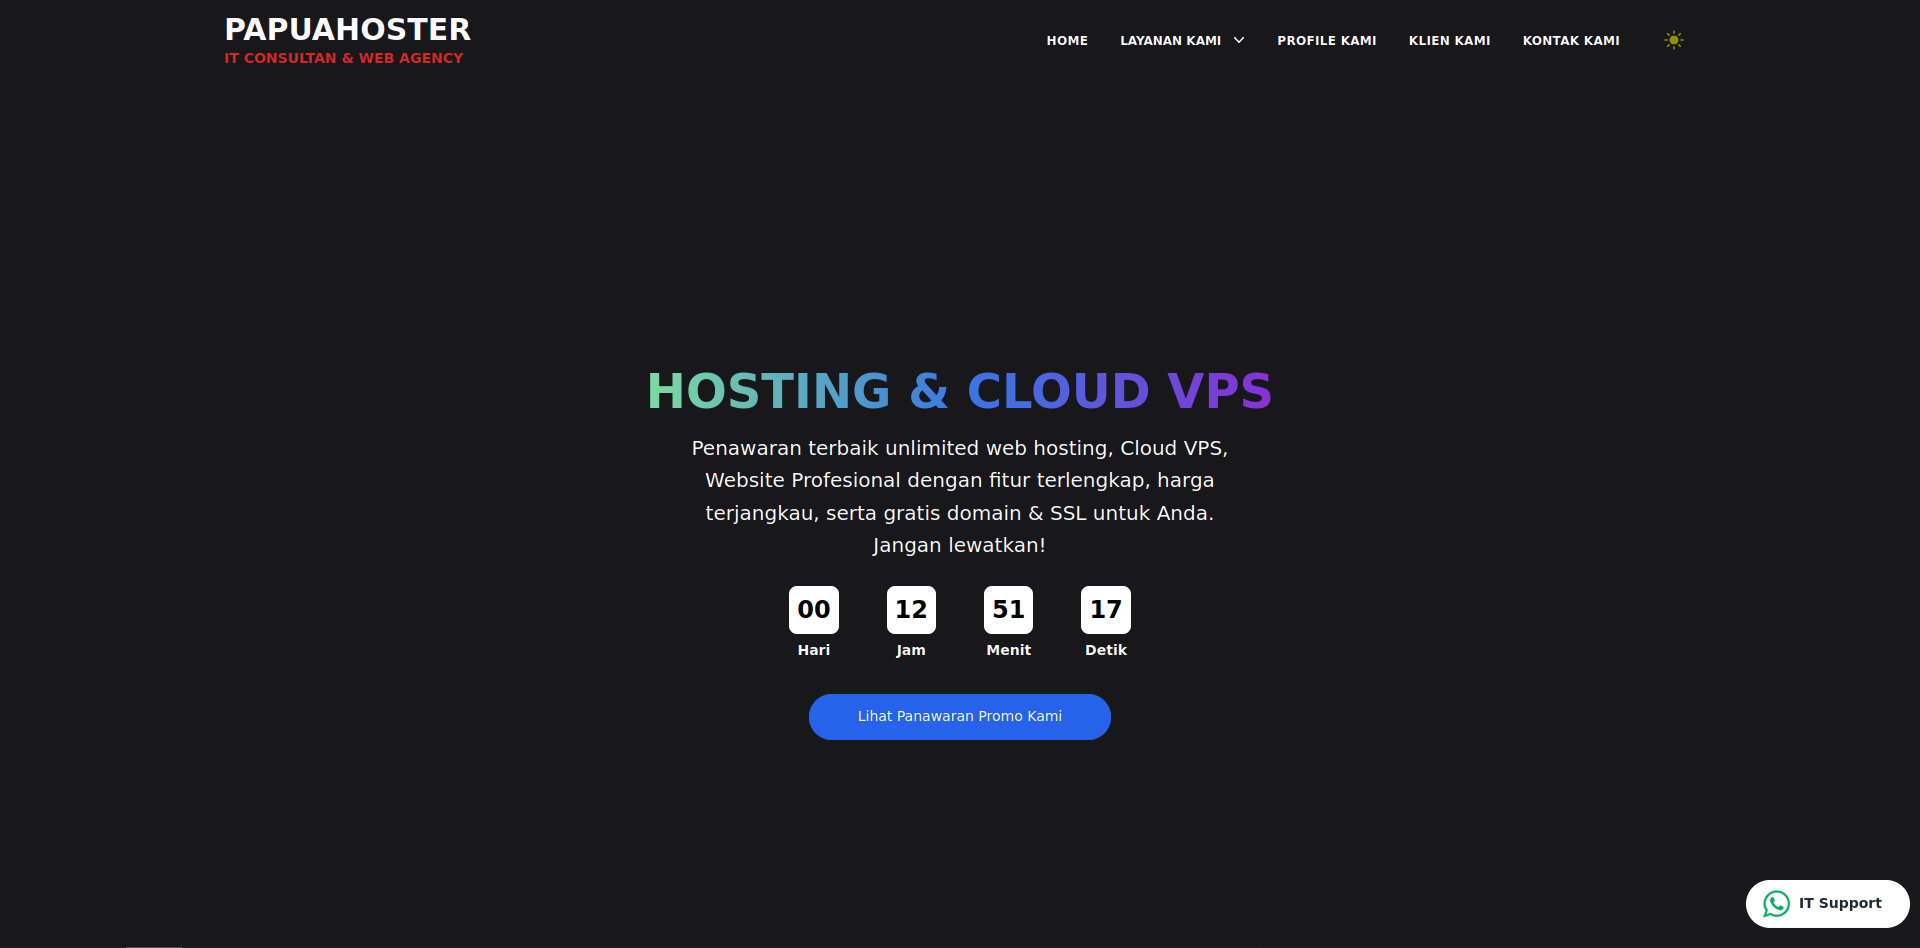 PAPUAHOSTER
IT CONSULTAN & WEB AGENCY
HOME
LAYANAN KAMI
PROFILE KAMI
KLIEN KAMI
KONTAK KAMI
HOSTING & CLOUD VPS
Penawaran terbaik unlimited web hosting, Cloud VPS,
Website Profesional dengan fitur terlengkap, harga
terjangkau, serta gratis domain & SSL untuk Anda.
Jangan lewatkan!
00 12 51 17
Hari Jam Menit Detik
Lihat Panawaran Promo Kami
IT Support